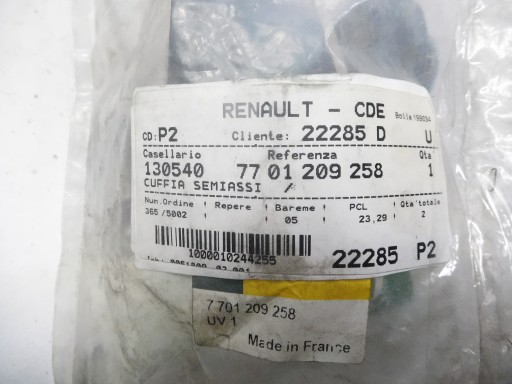 RENAULT - CDE Bolla 199034
CD: P2 Cliente: 22285 D U
Casellario Referenza Qta
130540 77 01 209 258 1
CUFFIA SEMIASSI /
Num.Ordine Repere Bareme PCL Qta'totale
365/5002 05 23,29 2
1000010244255
22285 P2
7 701 209 258
UV 1
Made in France